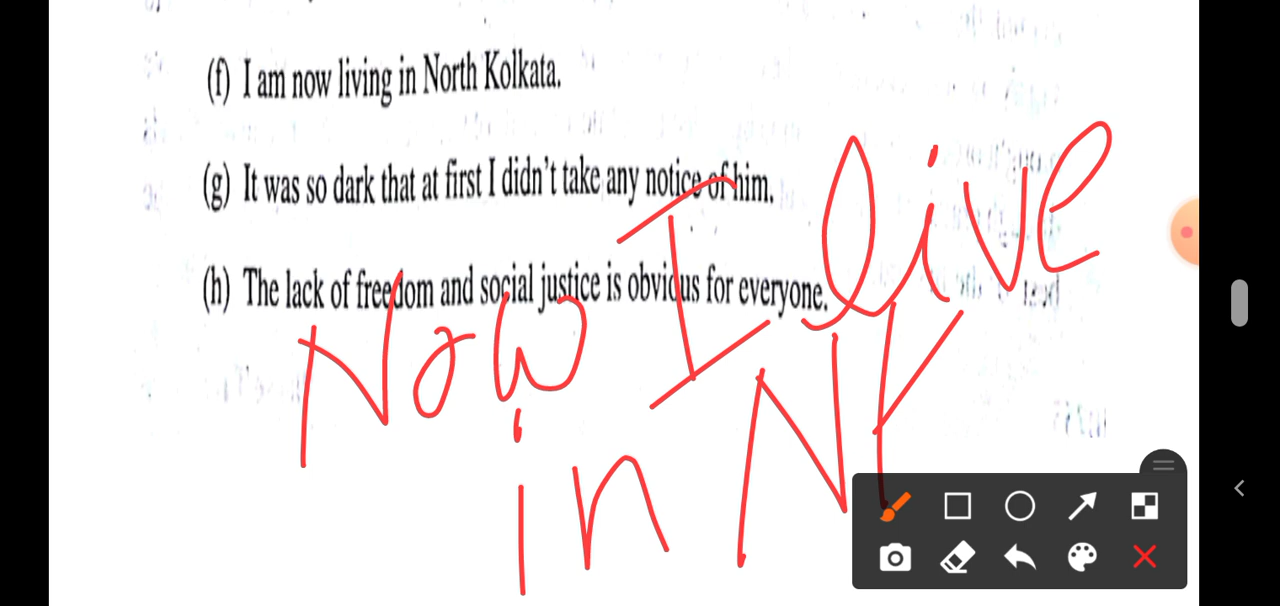 (f) I am now living in North Kolkata.
(g) It was so dark that at first I didn't take any notice of him.
(h) The lack of freedom and social justice is obvious for everyone.
Now I live
in NK